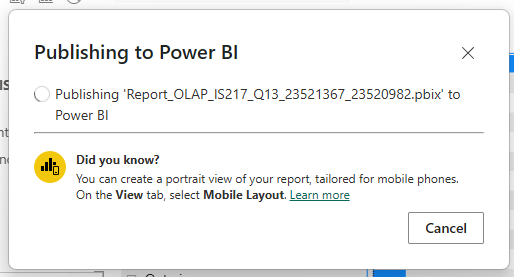 Publishing to Power BI
Publishing 'Report_OLAP_IS217_Q13_23521367_23520982.pbix' to
Power BI
Did you know?
You can create a portrait view of your report, tailored for mobile phones.
On the View tab, select Mobile Layout. Learn more
Cancel